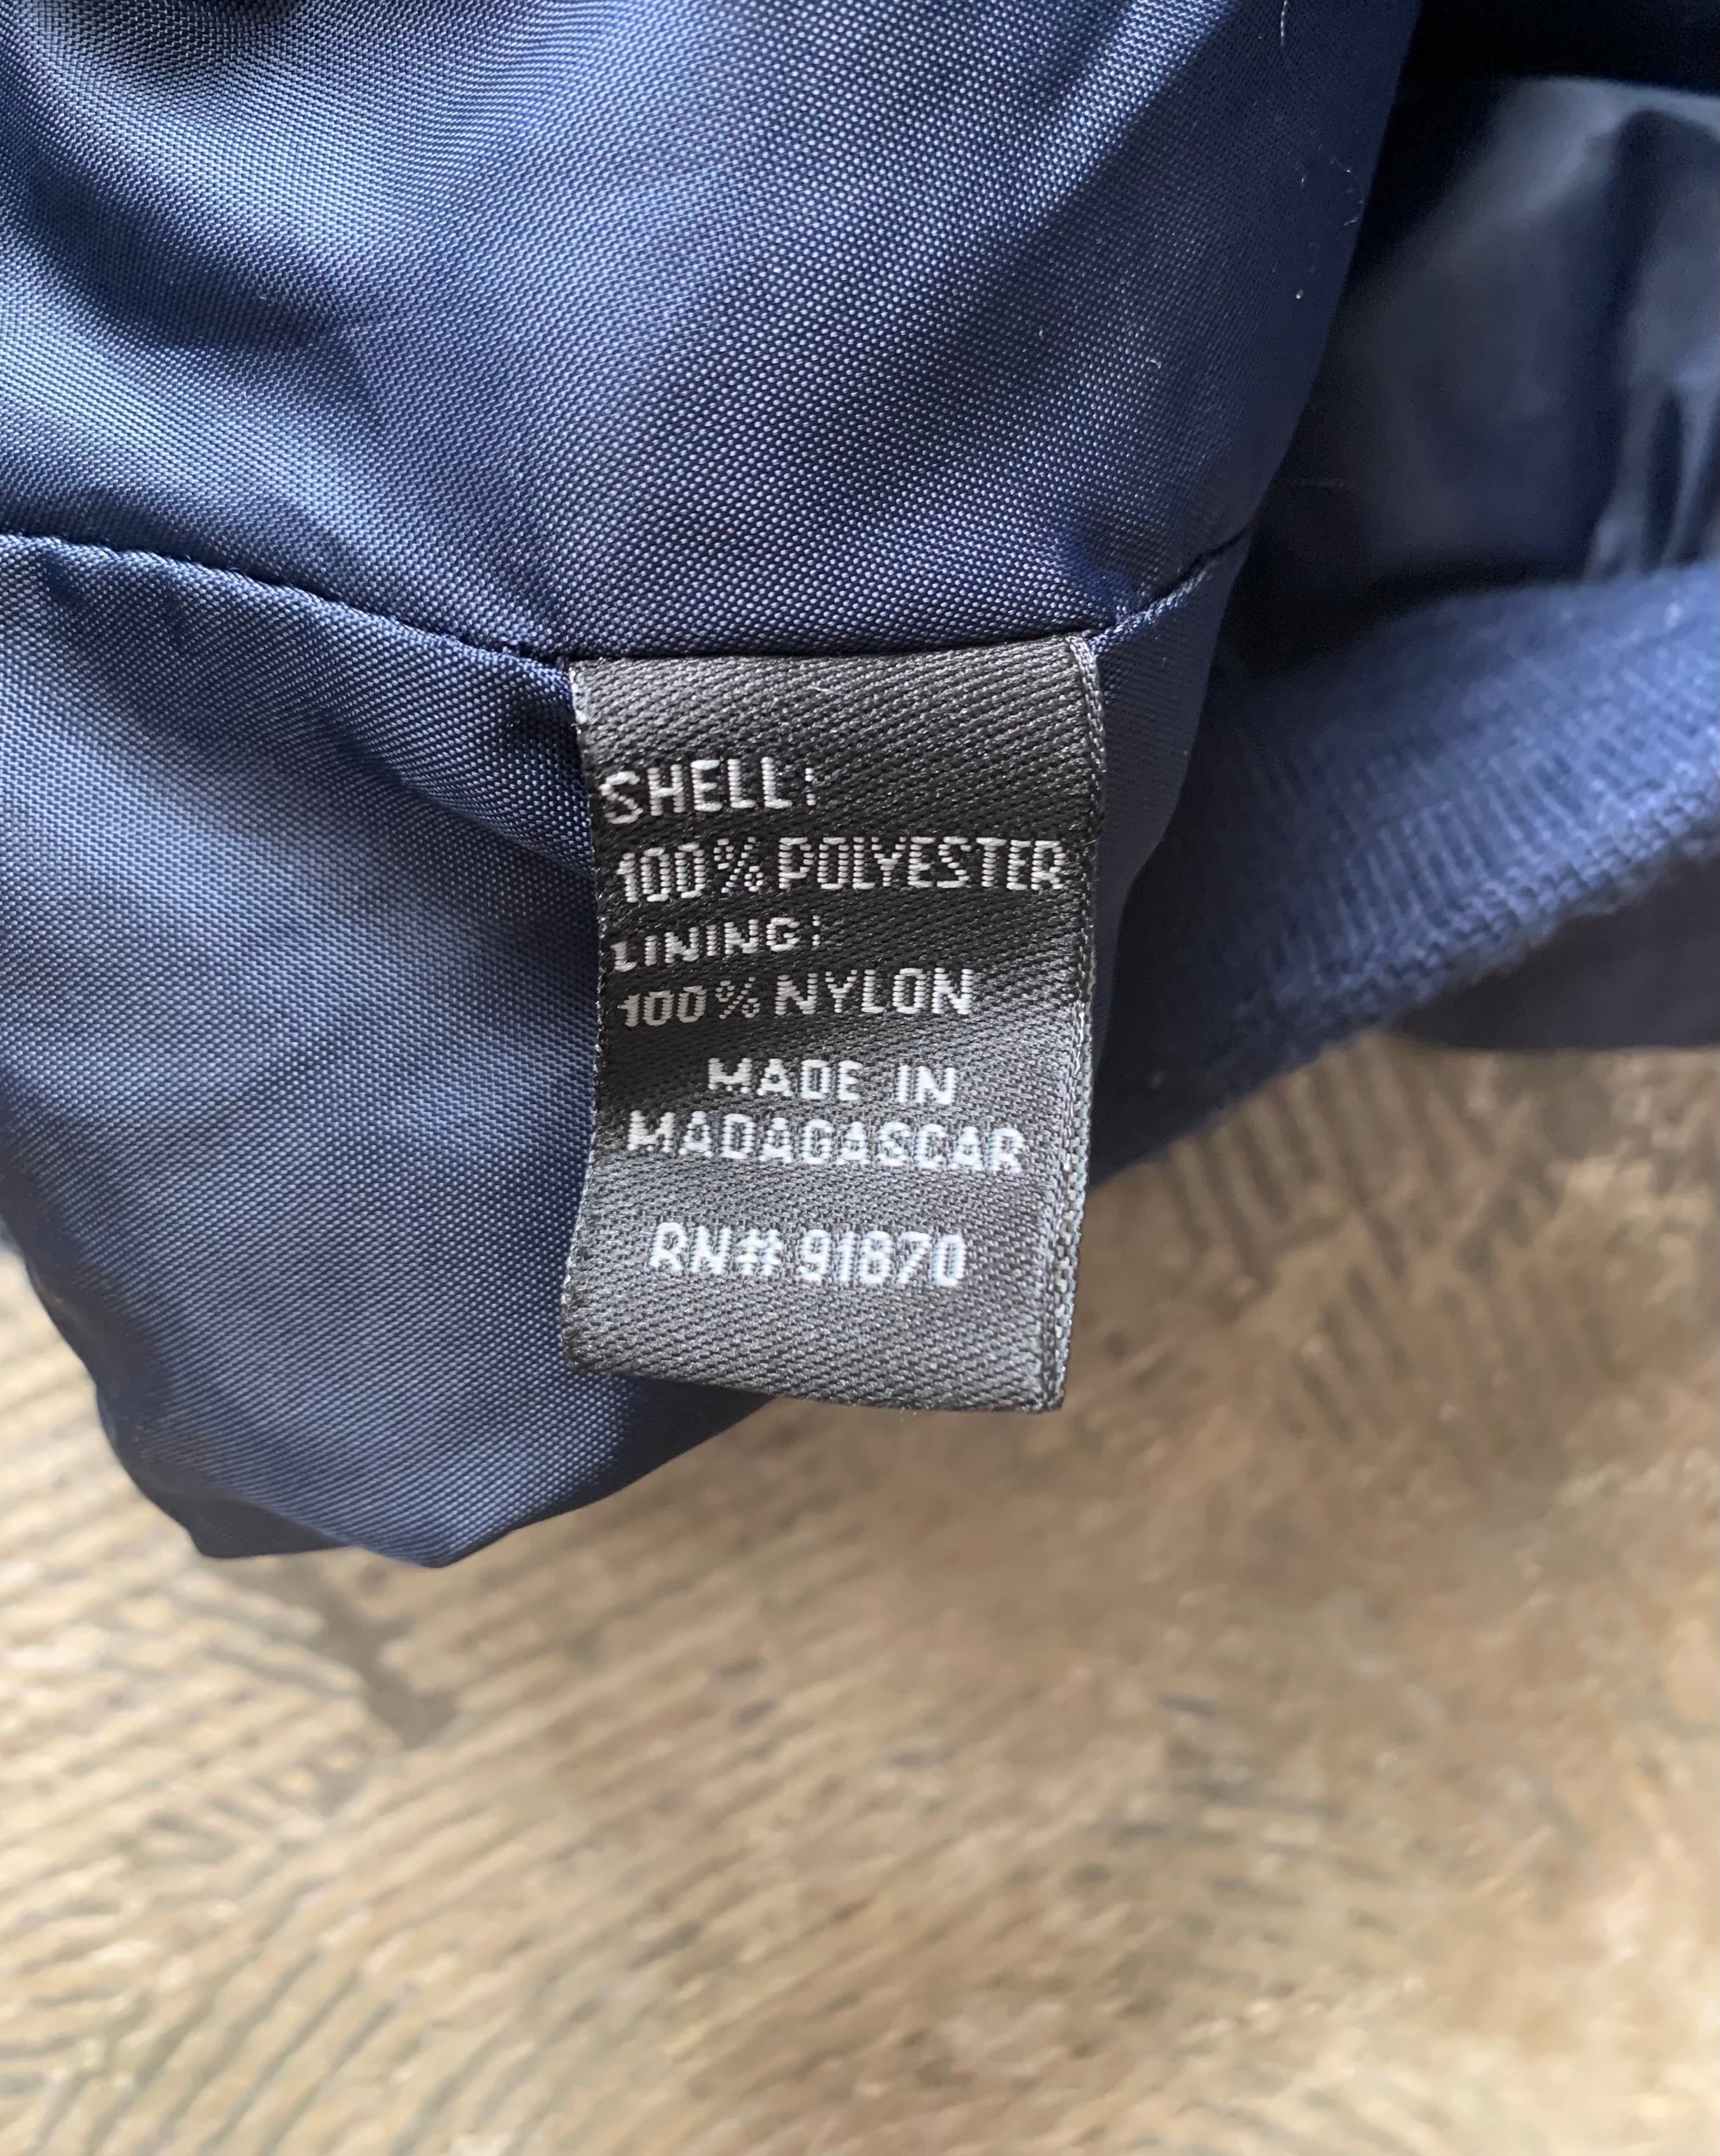 SHELL:
100% POLYESTER
LINING:
100% NYLON
MADE IN
MADAGASCAR
RN# 91870